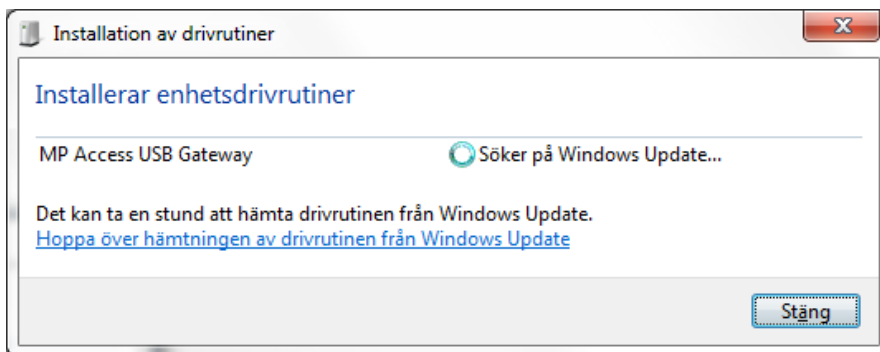 Installation av drivrutiner
Installerar enhetsdrivrutiner
MP Access USB Gateway Söker på Windows Update...
Det kan ta en stund att hämta drivrutinen från Windows Update.
Hoppa över hämtningen av drivrutinen från Windows Update
Stäng